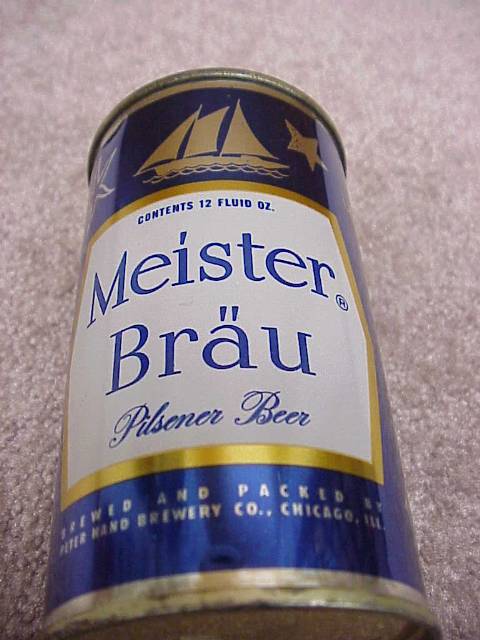 CONTENTS 12 FLUID OZ.
Meister®
Bräu
Pilsener Beer
BREWED AND PACKED BY
PETER HAND BREWERY CO., CHICAGO, ILL.